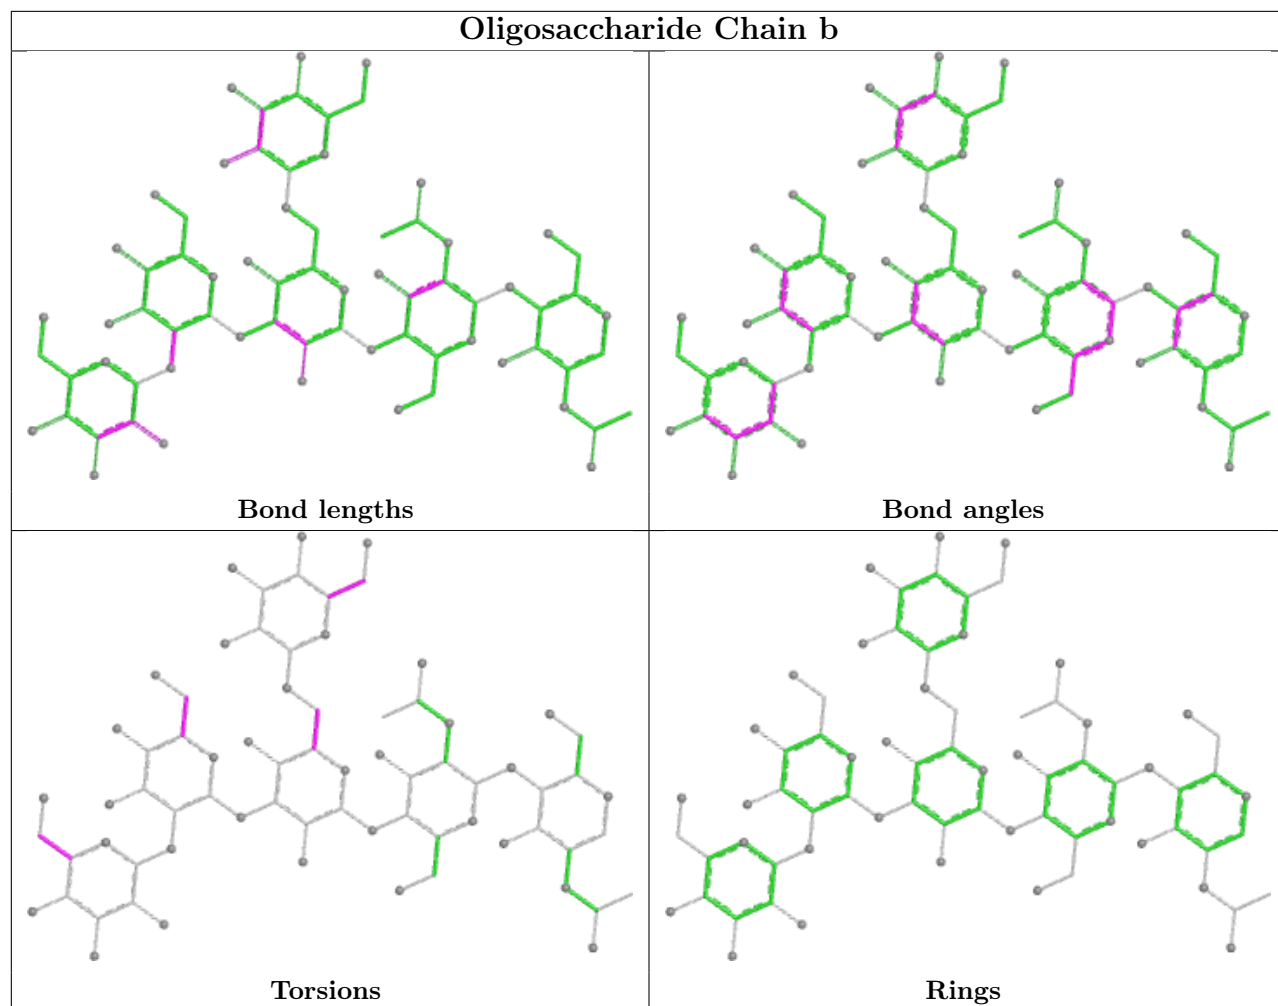 Oligosaccharide Chain b
Bond lengths
Bond angles
Torsions
Rings